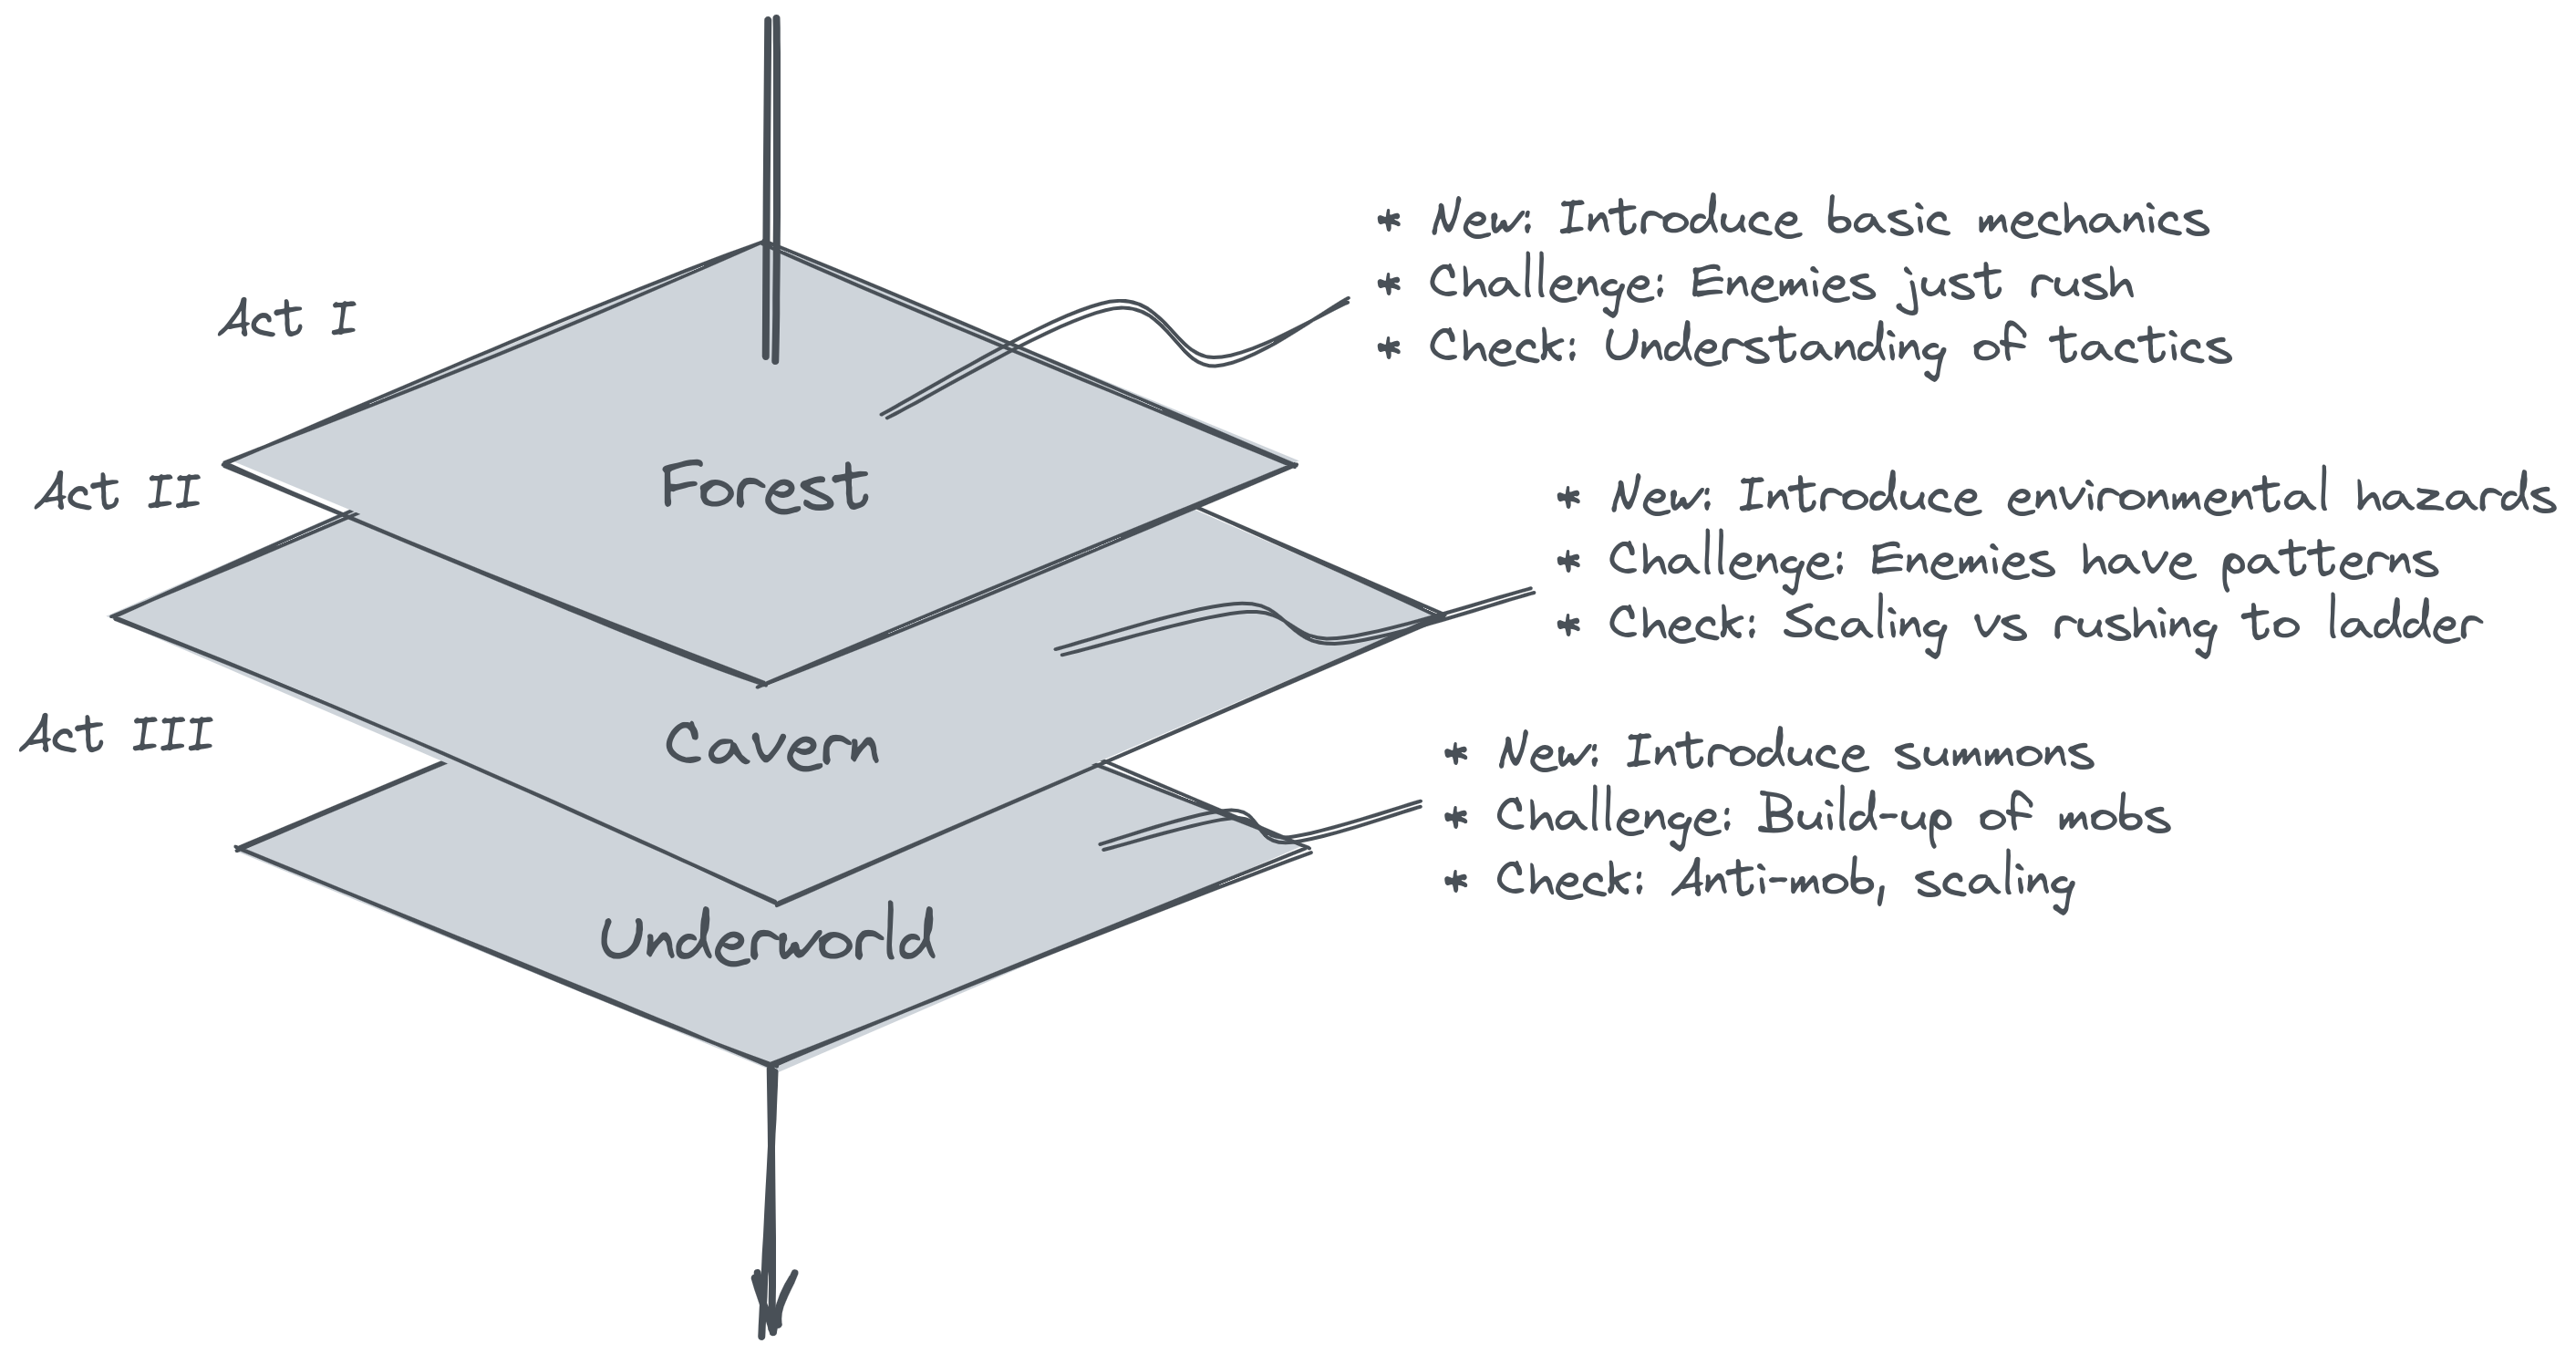 Act I
* New: Introduce basic mechanics
* Challenge: Enemies just rush
* Check: Understanding of tactics
Forest
Act II
* New: Introduce environmental hazards
* Challenge: Enemies have patterns
* Check: Scaling vs rushing to ladder
Cavern
Act III
* New: Introduce summons
* Challenge: Build-up of mobs
* Check: Anti-mob, scaling
Underworld